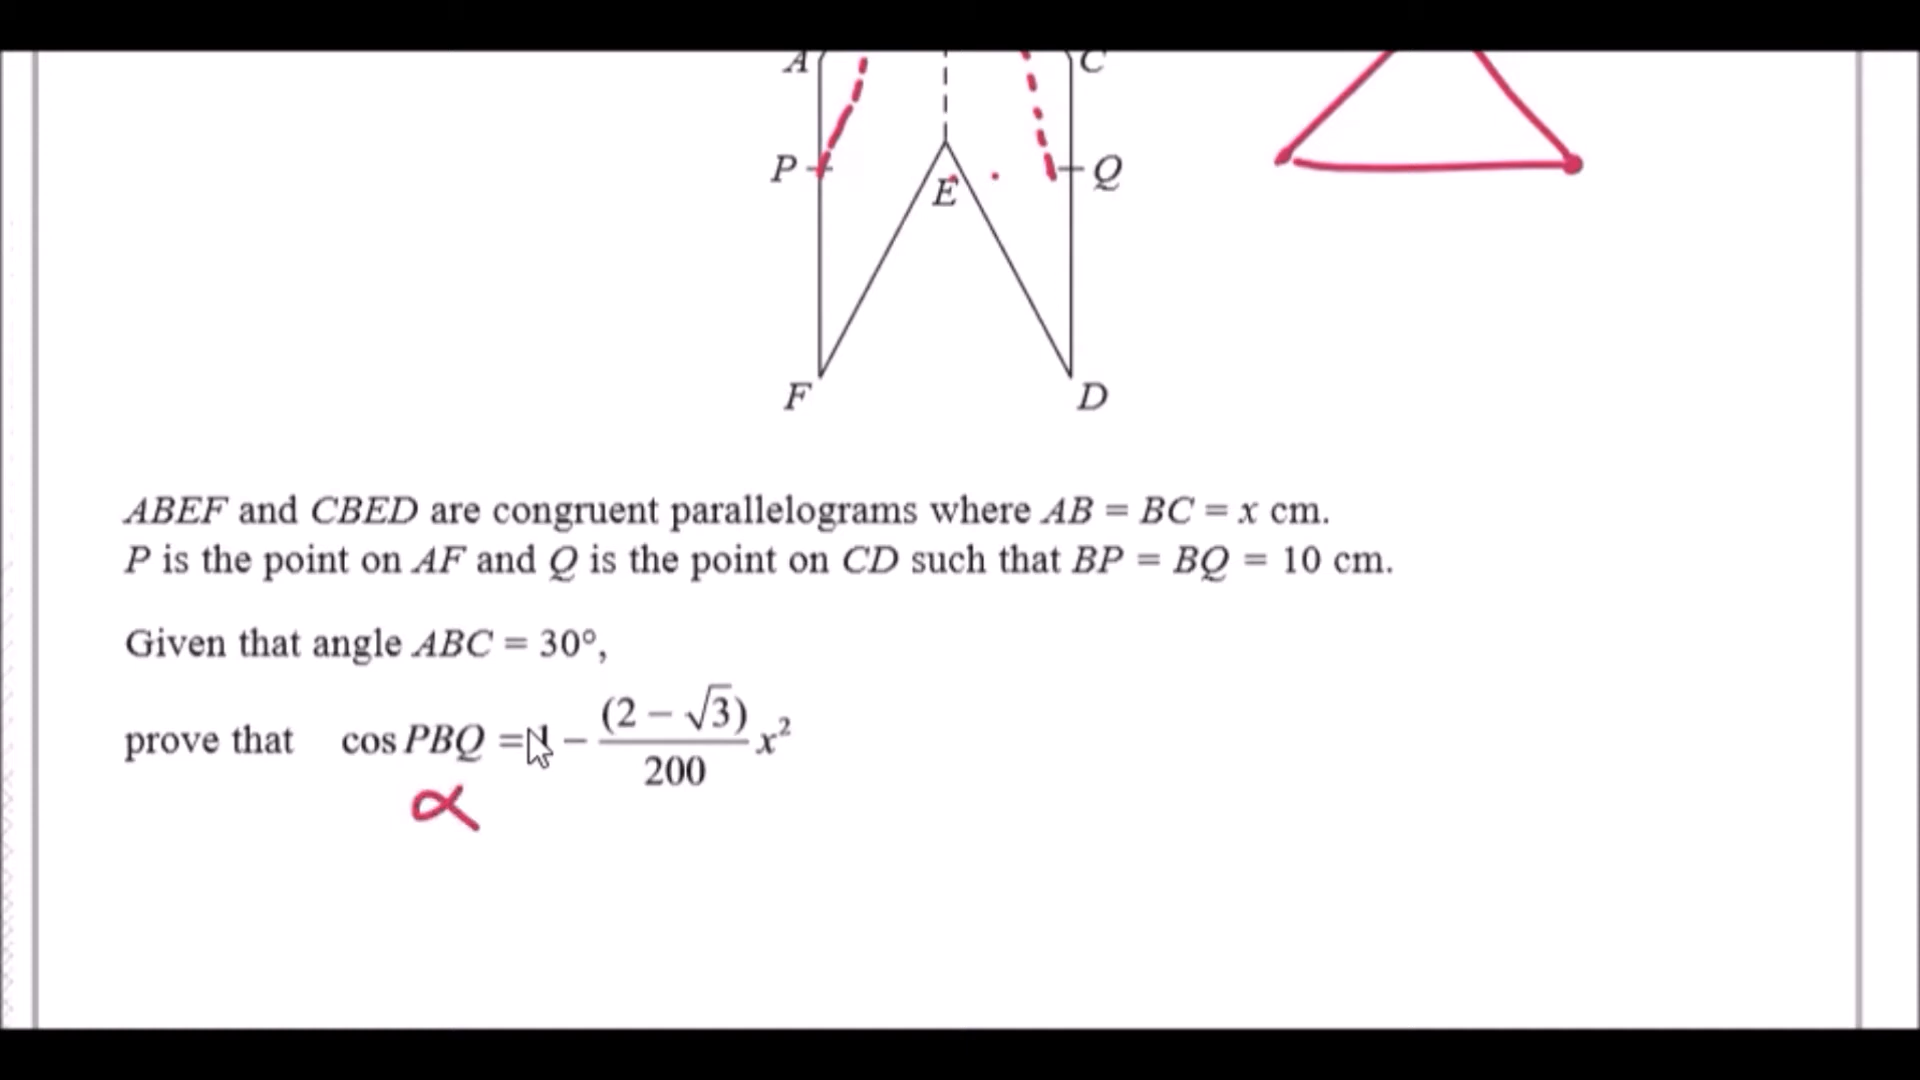 A C
P Q
E
F D
ABEF and CBED are congruent parallelograms where AB = BC = x cm.
P is the point on AF and Q is the point on CD such that BP = BQ = 10 cm.
Given that angle ABC = 30°,
prove that cos PBQ = 1 − (2 − √3)/200 x²
α